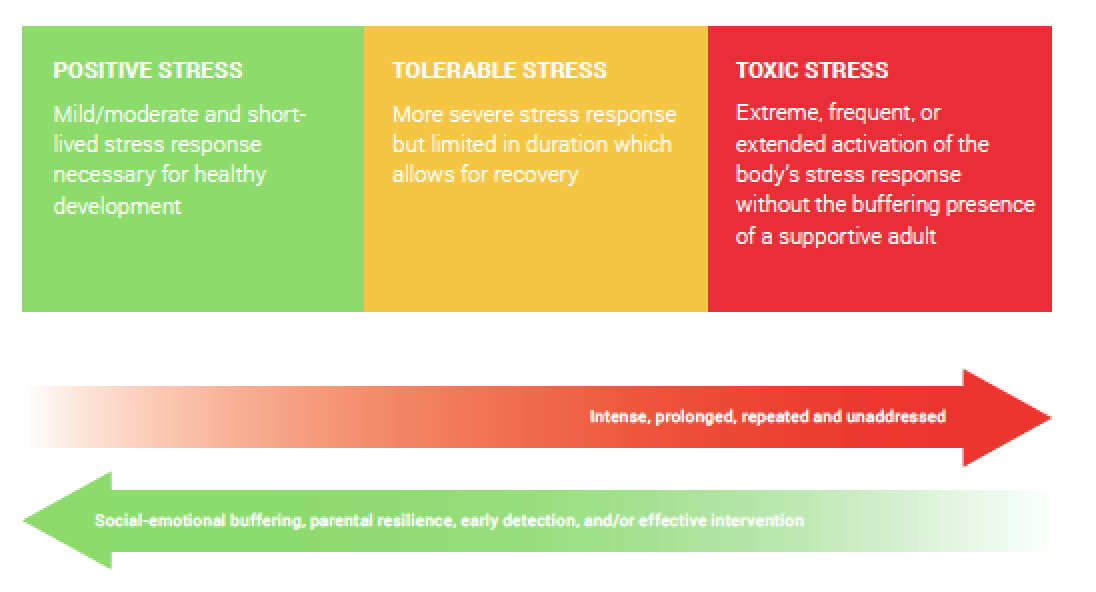 POSITIVE STRESS
Mild/moderate and short-
lived stress response
necessary for healthy
development
TOLERABLE STRESS
More severe stress response
but limited in duration which
allows for recovery
TOXIC STRESS
Extreme, frequent, or
extended activation of the
body's stress response
without the buffering presence
of a supportive adult
Intense, prolonged, repeated and unaddressed
Social-emotional buffering, parental resilience, early detection, and/or effective intervention